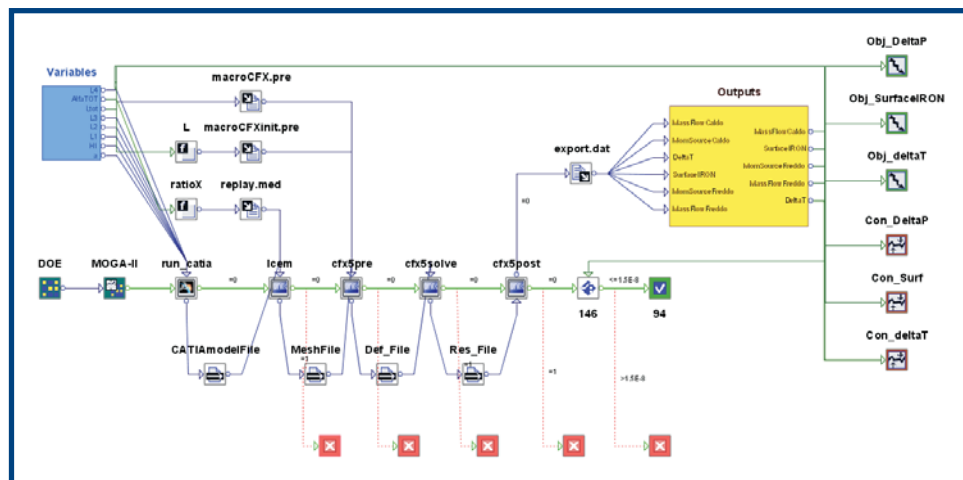 Obj_DeltaP
Variables
macroCFX.pre
L4
AlfaTOT
Unit
L3
L2
L1
Hi
a
Outputs
Obj_SurfaceIRON
L
macroCFXinit.pre
MassFlowCaldo
MassSourceCaldo
DeltaT
SurfaceIRON
MassSourceFreddo
MassFlowFreddo
MassFlowCaldo
SurfaceIRON
MassSourceFreddo
MassFlowFreddo
DeltaT
export.dat
Obj_deltaT
ratioX
replay.med
=0
Con_DeltaP
DOE
MOGA-II
run_catia
Icem
cfx5pre
cfx5solve
cfx5post
=0
=0
=0
=0
=0
<=1.5E-8
Con_Surf
146
94
CATIAmodelFile
MeshFile
Def_File
Res_File
Con_deltaT
=1
>1.5E-8